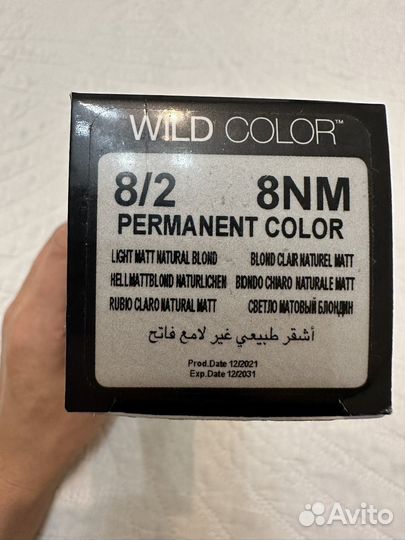 WILD COLOR™
8/2 8NM
PERMANENT COLOR
LIGHT MATT NATURAL BLOND BLOND CLAIR NATUREL MATT
HELLMATTBLOND NATURLICHEN BIONDO CHIARO NATURALE MATT
RUBIO CLARO NATURAL MATT СВЕТЛО МАТОВЫЙ БЛОНДИН
أشقر طبيعي غير لامع فاتح
Prod.Date 12/2021
Exp.Date 12/2031
Avito